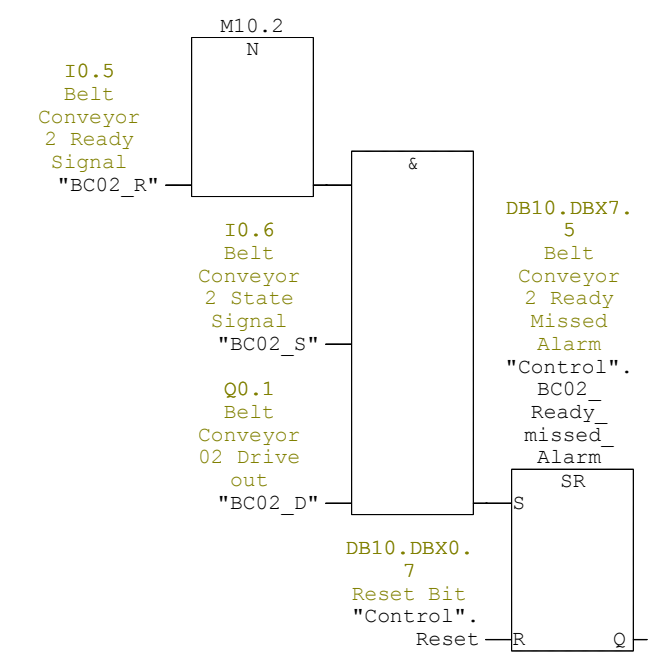 M10.2
N
I0.5
Belt
Conveyor
2 Ready
Signal
"BC02_R"
&
I0.6
Belt
Conveyor
2 State
Signal
"BC02_S"
Q0.1
Belt
Conveyor
02 Drive
out
"BC02_D"
DB10.DBX7.
5
Belt
Conveyor
2 Ready
Missed
Alarm
"Control".
BC02_
Ready_
missed_
Alarm
SR
S
DB10.DBX0.
7
Reset Bit
"Control".
Reset
R
Q